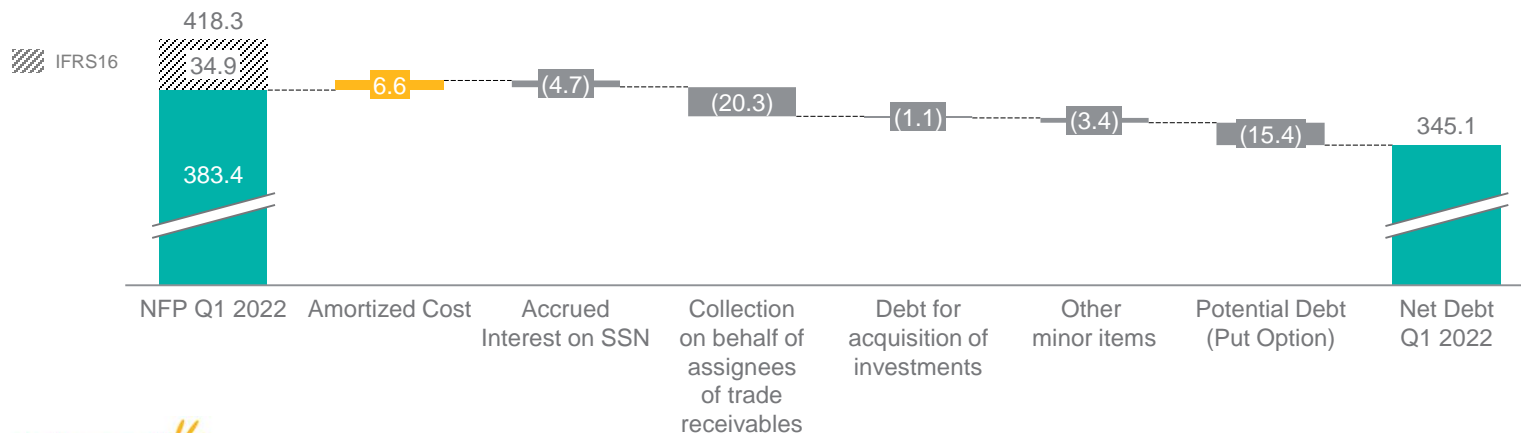 418.3
IFRS16
34.9
6.6
(4.7)
(20.3)
(1.1)
(3.4)
(15.4)
345.1
383.4
NFP Q1 2022
Amortized Cost
Accrued
Interest on SSN
Collection
on behalf of
assignees
of trade
receivables
Debt for
acquisition of
investments
Other
minor items
Potential Debt
(Put Option)
Net Debt
Q1 2022